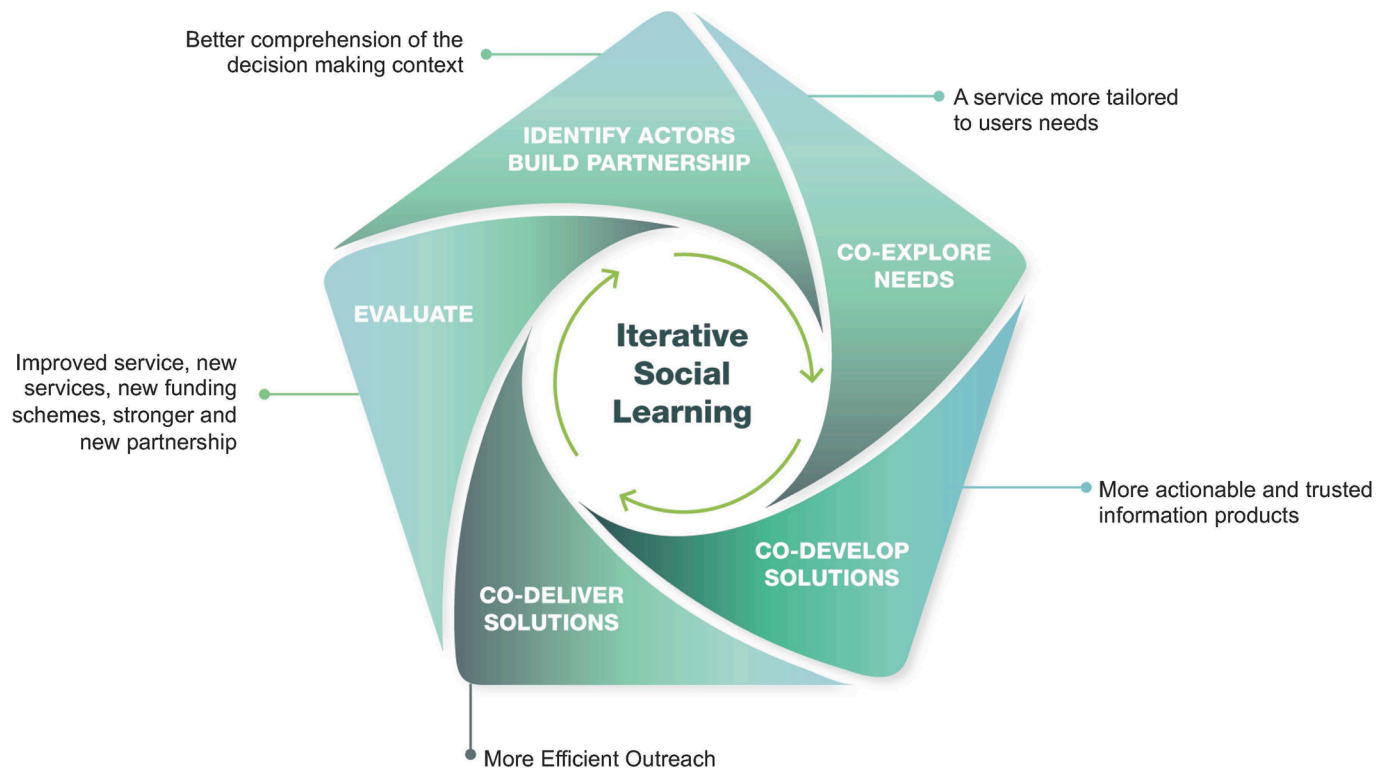 Better comprehension of the
decision making context
A service more tailored
to users needs
IDENTIFY ACTORS
BUILD PARTNERSHIP
CO-EXPLORE
NEEDS
EVALUATE
Iterative
Social
Learning
Improved service, new
services, new funding
schemes, stronger and
new partnership
More actionable and trusted
information products
CO-DEVELOP
SOLUTIONS
CO-DELIVER
SOLUTIONS
More Efficient Outreach